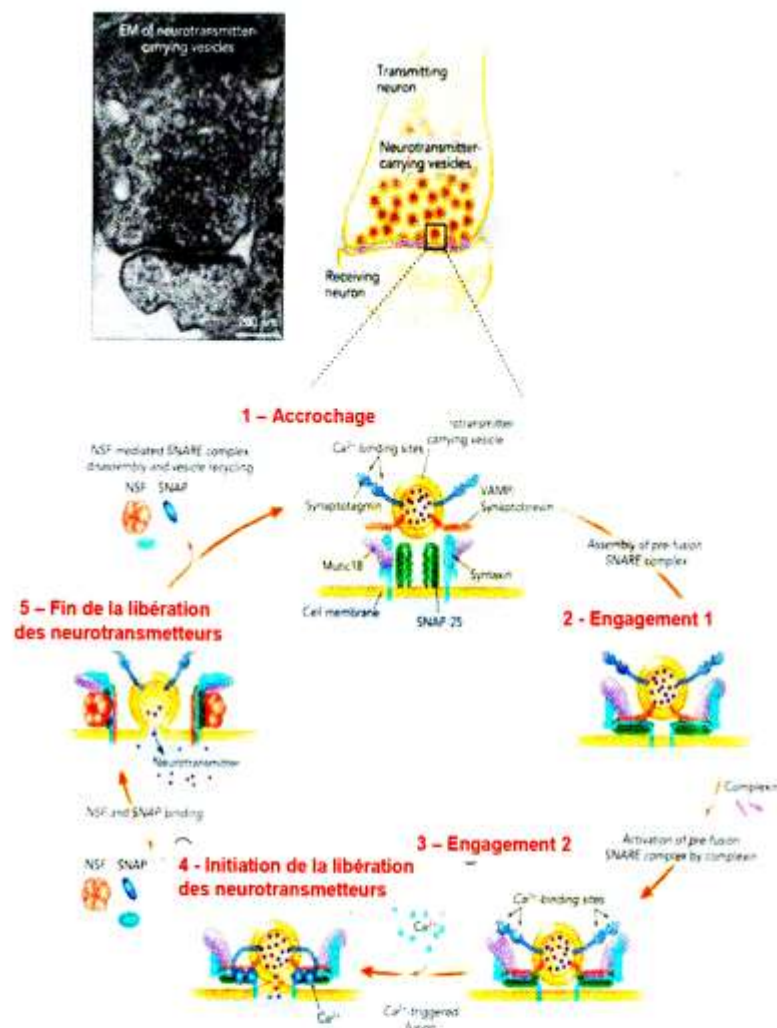 EM of neurotransmitter-
carrying vesicles
200 nm
Transmitting
neuron
Neurotransmitter-
carrying vesicles
Receiving
neuron
1 – Accrochage
rotransmitter
carrying vesicle
Ca²⁺-binding sites
Synaptotagmin
VAMP/
Synaptobrevin
Munc18
Syntaxin
Cell membrane
SNAP-25
NSF-mediated SNARE complex
disassembly and vesicle recycling
NSF SNAP
Assembly of pre-fusion
SNARE complex
2 - Engagement 1
Complexin
Activation of pre-fusion
SNARE complex by complexin
3 – Engagement 2
Ca²⁺-binding sites
Ca²⁺
Ca²⁺-triggered
4 - Initiation de la libération
des neurotransmetteurs
Ca²⁺
NSF SNAP
NSF and SNAP binding
5 – Fin de la libération
des neurotransmetteurs
Neurotransmitter